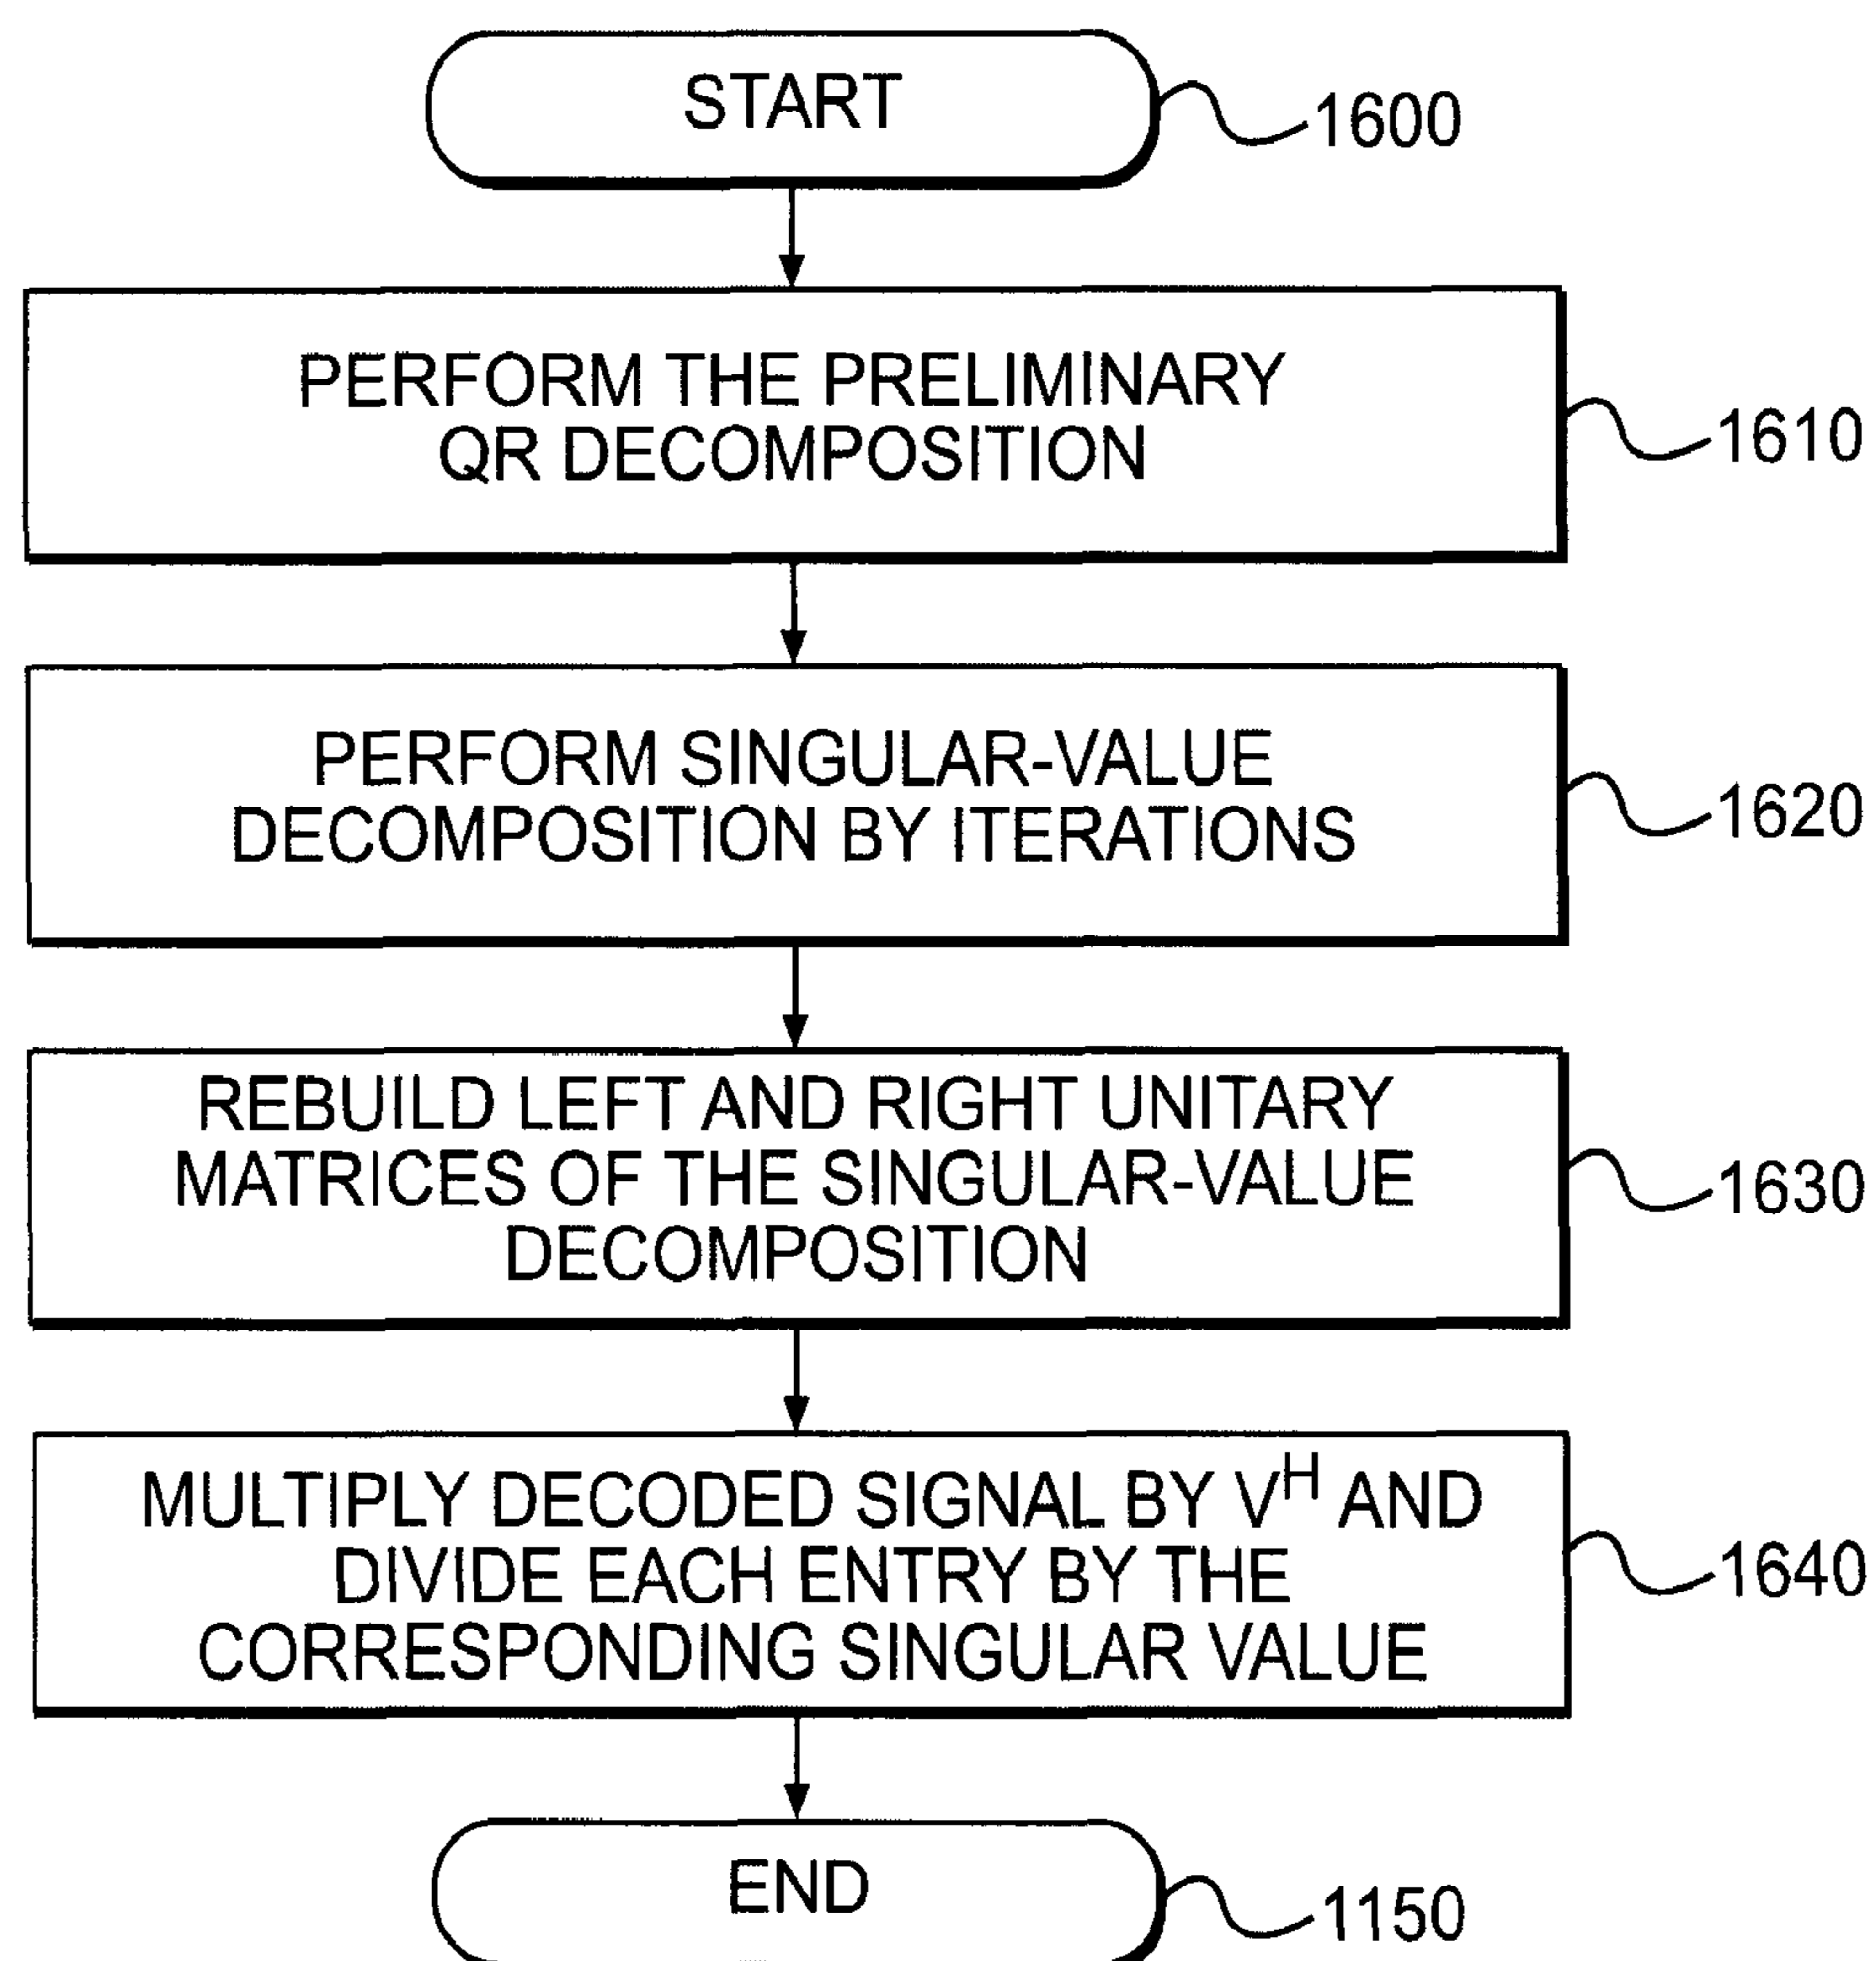 START
1600
PERFORM THE PRELIMINARY
QR DECOMPOSITION
1610
PERFORM SINGULAR-VALUE
DECOMPOSITION BY ITERATIONS
1620
REBUILD LEFT AND RIGHT UNITARY
MATRICES OF THE SINGULAR-VALUE
DECOMPOSITION
1630
MULTIPLY DECODED SIGNAL BY V^H AND
DIVIDE EACH ENTRY BY THE
CORRESPONDING SINGULAR VALUE
1640
END
1150